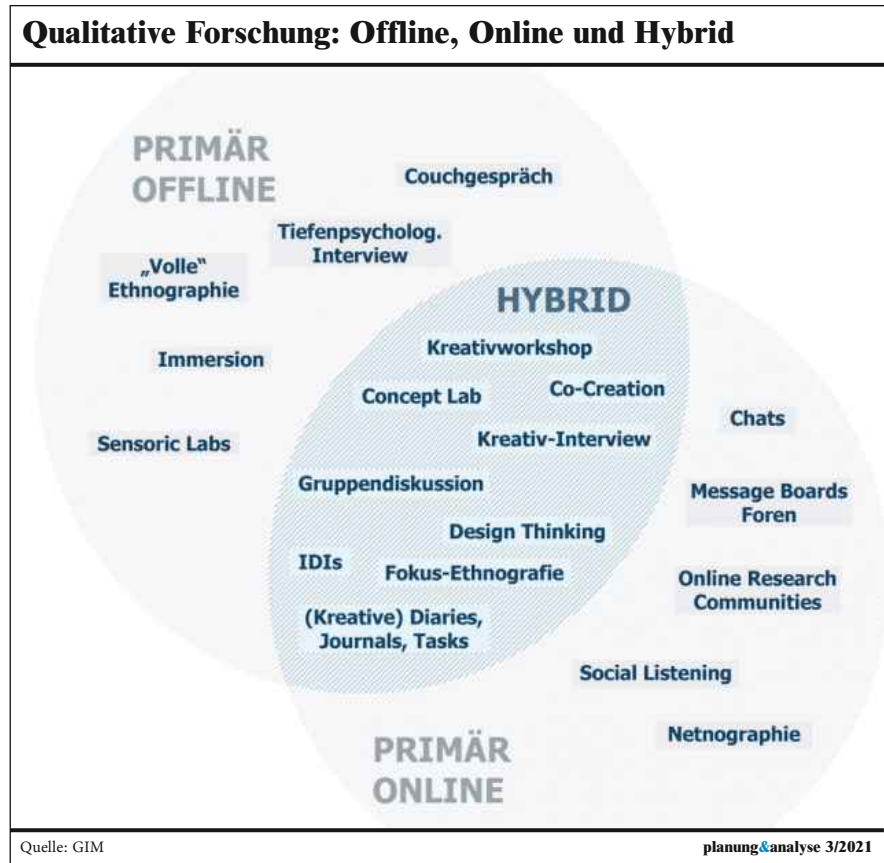 Qualitative Forschung: Offline, Online und Hybrid
PRIMÄR
OFFLINE
Couchgespräch
Tiefenpsycholog.
Interview
„Volle“
Ethnographie
Immersion
Sensoric Labs
HYBRID
Kreativworkshop
Concept Lab
Co-Creation
Kreativ-Interview
Gruppendiskussion
Design Thinking
IDIs
Fokus-Ethnografie
(Kreative) Diaries,
Journals, Tasks
Chats
Message Boards
Foren
Online Research
Communities
Social Listening
Netnographie
PRIMÄR
ONLINE
Quelle: GIM
planung&analyse 3/2021